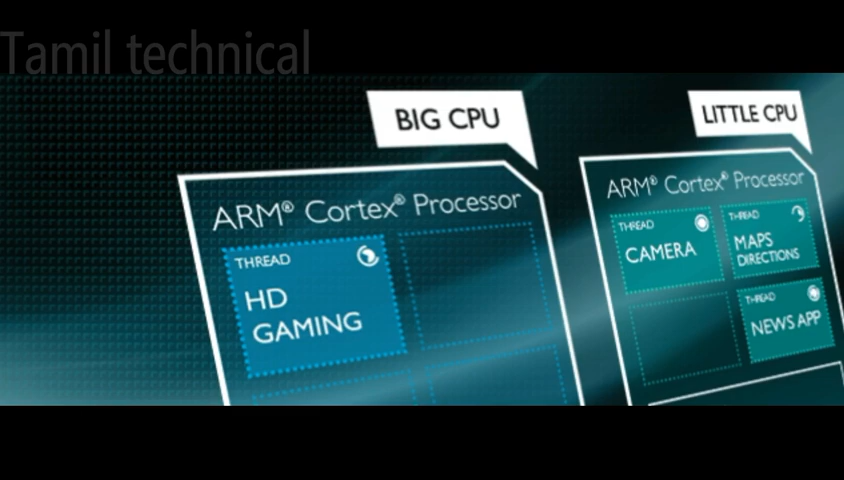 Tamil technical
BIG CPU
ARM® Cortex® Processor
THREAD
HD
GAMING
LITTLE CPU
ARM® Cortex® Processor
THREAD
CAMERA
THREAD
MAPS
DIRECTIONS
THREAD
NEWS APP